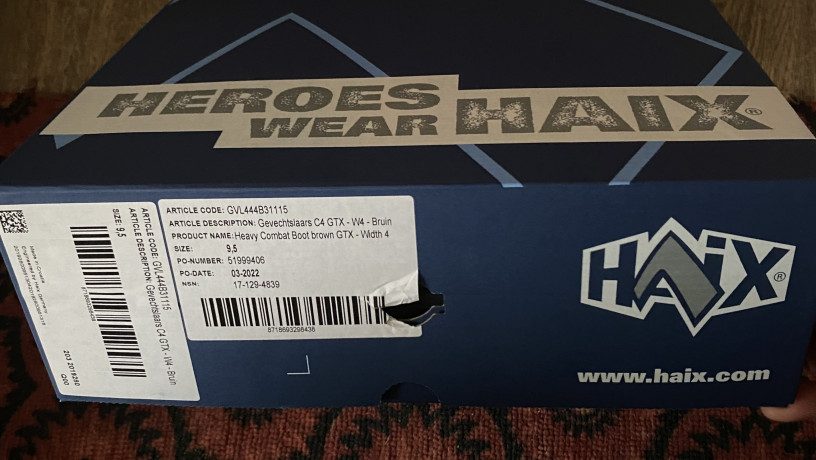 HEROES
WEAR HAIX®
ARTICLE CODE: GVL444B31115
ARTICLE DESCRIPTION: Gevechtslaars C4 GTX - W4 - Bruin
PRODUCT NAME: Heavy Combat Boot brown GTX - Width 4
SIZE: 9,5
PO-NUMBER: 51999406
PO-DATE: 03-2022
NSN: 17-129-4839
8718693298438
ARTICLE CODE: GVL444B31115
ARTICLE DESCRIPTION: Gevechtslaars C4 GTX - W4 - Bruin
SIZE: 9,5
HAIX®
www.haix.com